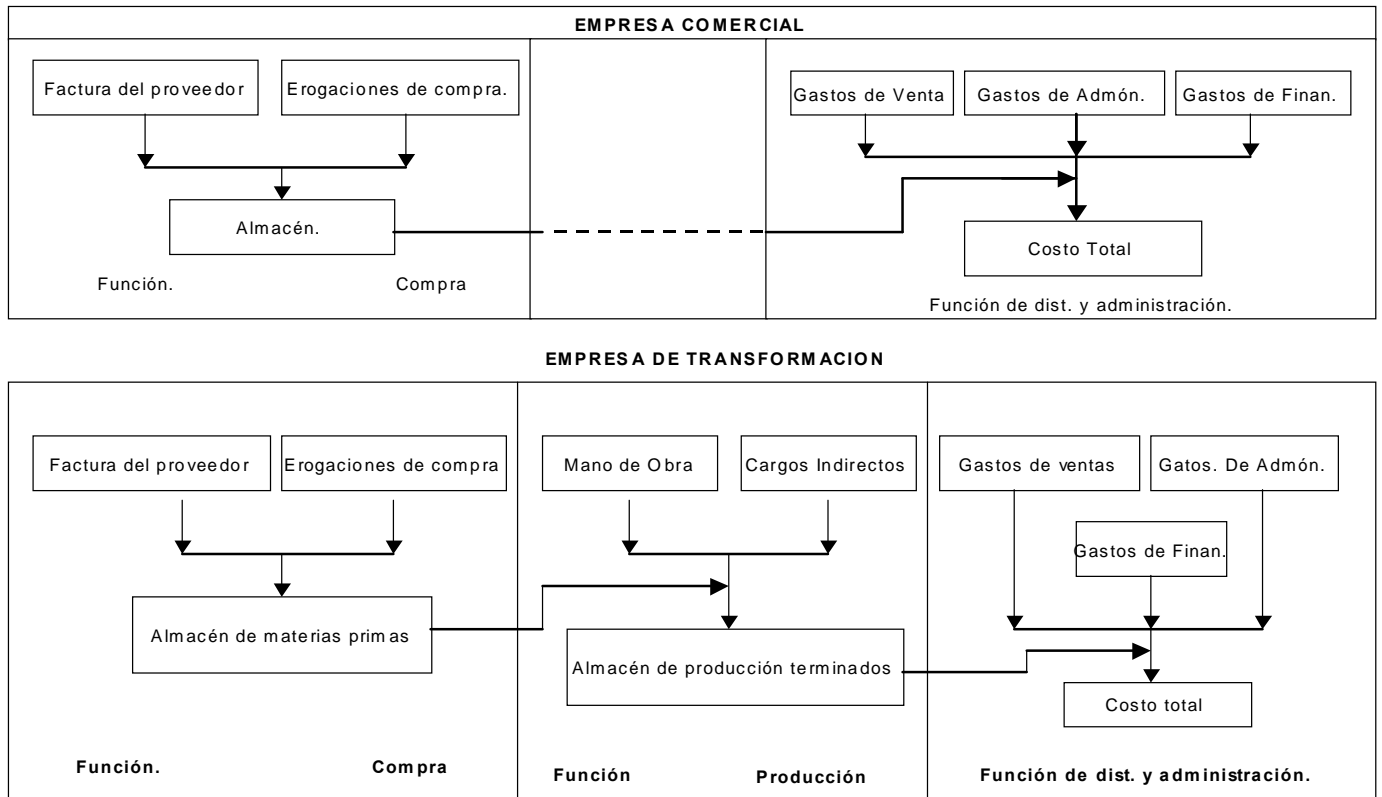 EMPRESA COMERCIAL
Factura del proveedor
Erogaciones de compra.
Gastos de Venta
Gastos de Admón.
Gastos de Finan.
Almacén.
Costo Total
Función.
Compra
Función de dist. y administración.
EMPRESA DE TRANSFORMACION
Factura del proveedor
Erogaciones de compra
Mano de Obra
Cargos Indirectos
Gastos de ventas
Gatos. De Admón.
Gastos de Finan.
Almacén de materias primas
Almacén de producción terminados
Costo total
Función.
Compra
Función
Producción
Función de dist. y administración.